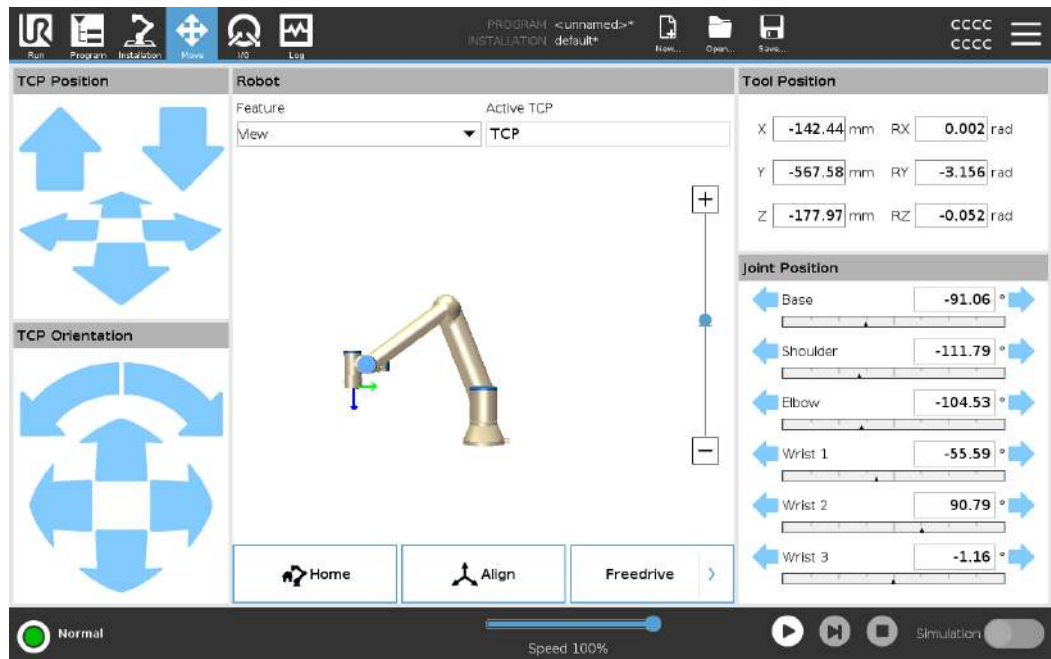 UR
PROGRAM <unnamed>*
INSTALLATION default*
CCCC
CCCC
Run Program Installation Move I/O Log New... Open... Save...
TCP Position
Robot
Tool Position
Feature
Active TCP
View
TCP
X -142.44 mm RX 0.002 rad
Y -567.58 mm RY -3.156 rad
Z -177.97 mm RZ -0.052 rad
Joint Position
Base -91.06 °
TCP Orientation
Shoulder -111.79 °
Elbow -104.53 °
Wrist 1 -55.59 °
Wrist 2 90.79 °
Wrist 3 -1.16 °
Home
Align
Freedrive
Normal
Speed 100%
Simulation